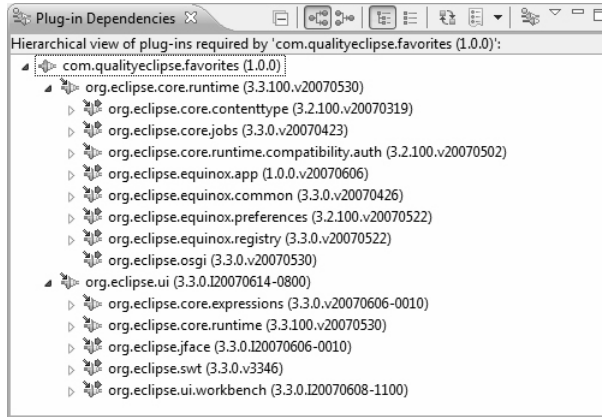 Plug-in Dependencies
Hierarchical view of plug-ins required by 'com.qualityeclipse.favorites (1.0.0)':
com.qualityeclipse.favorites (1.0.0)
org.eclipse.core.runtime (3.3.100.v20070530)
org.eclipse.core.contenttype (3.2.100.v20070319)
org.eclipse.core.jobs (3.3.0.v20070423)
org.eclipse.core.runtime.compatibility.auth (3.2.100.v20070502)
org.eclipse.equinox.app (1.0.0.v20070606)
org.eclipse.equinox.common (3.3.0.v20070426)
org.eclipse.equinox.preferences (3.2.100.v20070522)
org.eclipse.equinox.registry (3.3.0.v20070522)
org.eclipse.osgi (3.3.0.v20070530)
org.eclipse.ui (3.3.0.I20070614-0800)
org.eclipse.core.expressions (3.3.0.v20070606-0010)
org.eclipse.core.runtime (3.3.100.v20070530)
org.eclipse.jface (3.3.0.I20070606-0010)
org.eclipse.swt (3.3.0.v3346)
org.eclipse.ui.workbench (3.3.0.I20070608-1100)